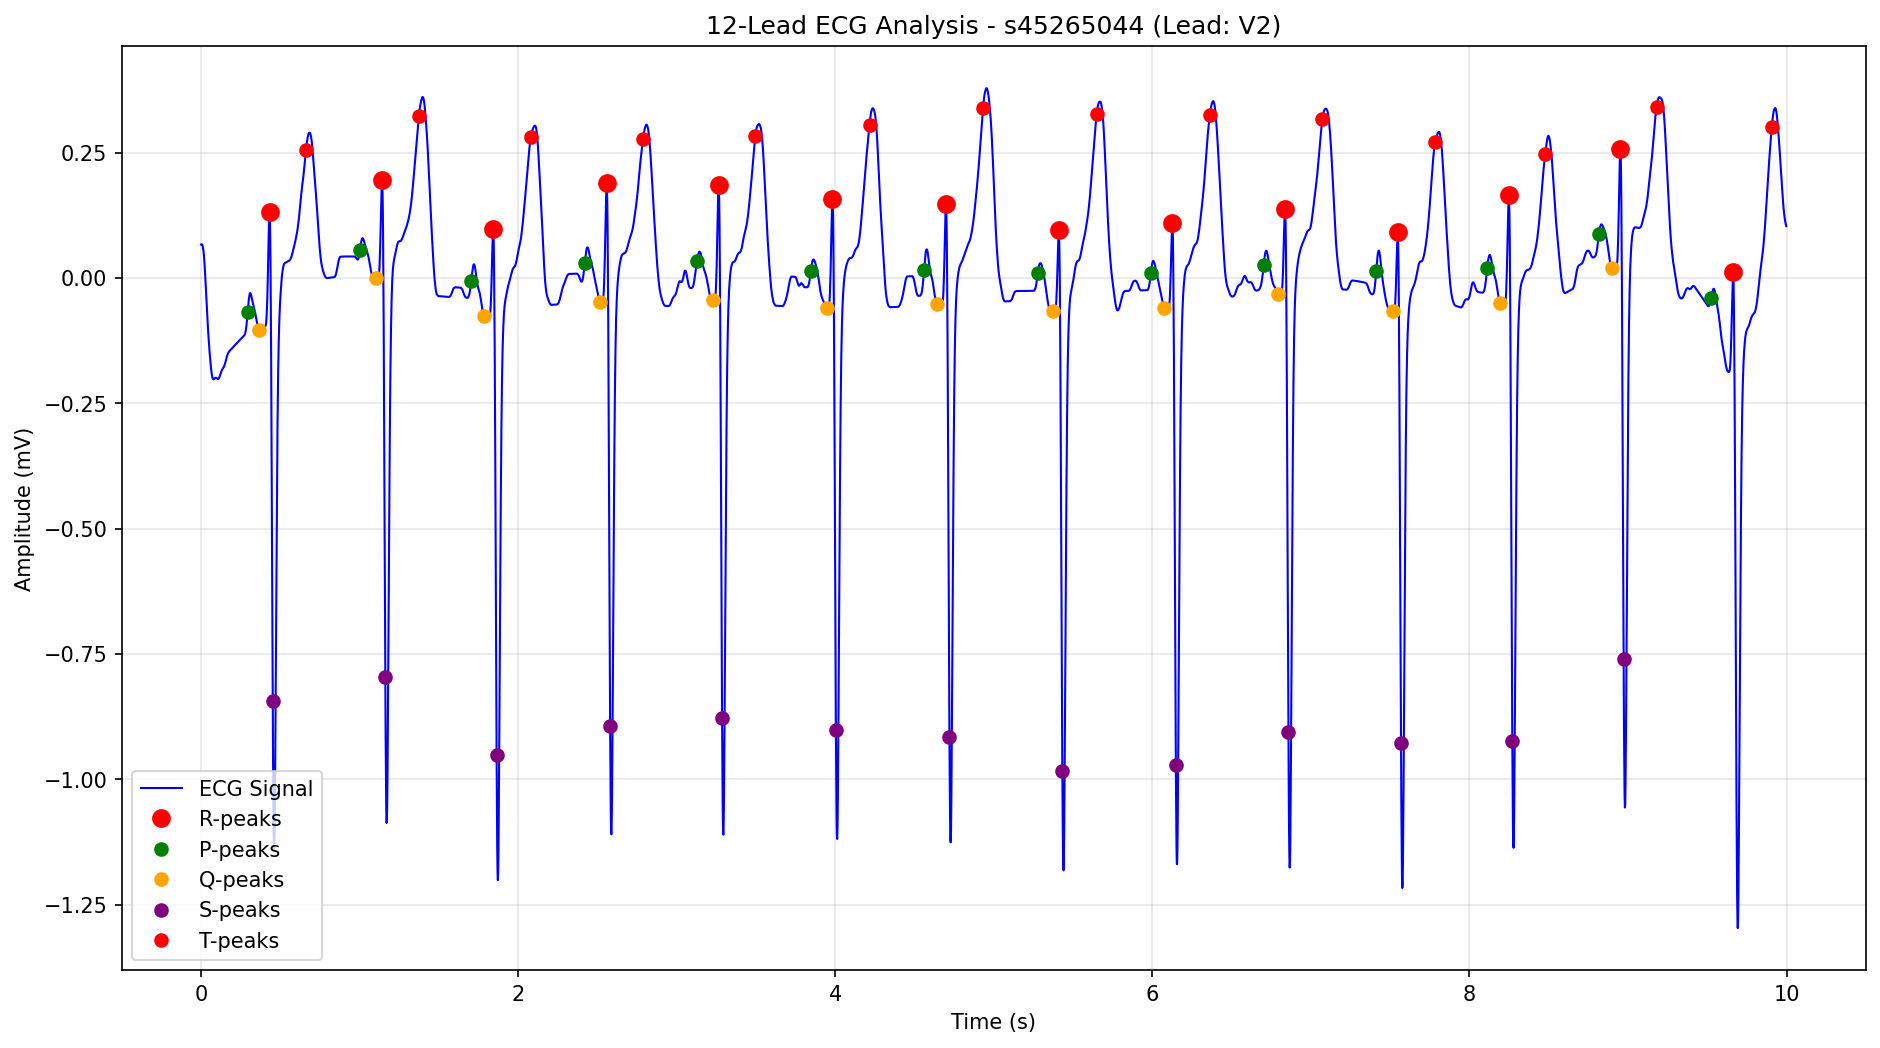 12-Lead ECG Analysis - s45265044 (Lead: V2)
Amplitude (mV)
0.25
0.00
−0.25
−0.50
−0.75
−1.00
−1.25
ECG Signal
R-peaks
P-peaks
Q-peaks
S-peaks
T-peaks
0 2 4 6 8 10
Time (s)